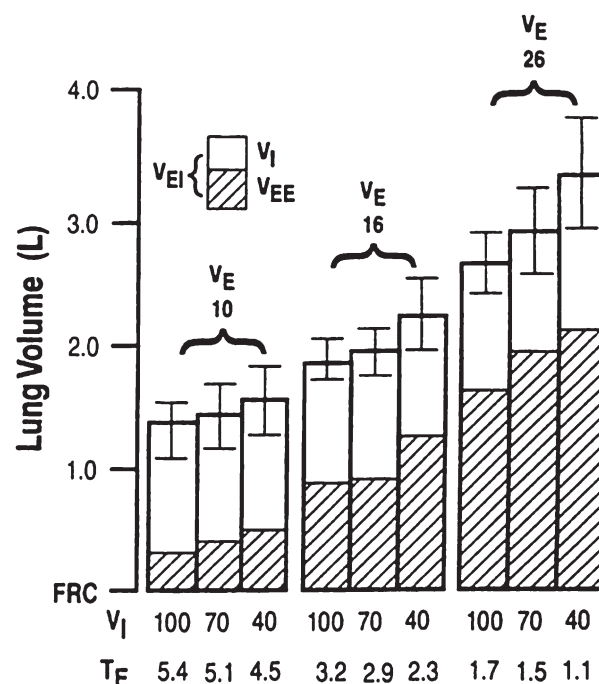 V_E
26
4.0
V_I
V_EI
V_EE
V_E
16
3.0
V_E
10
2.0
1.0
Lung Volume (L)
FRC
V_I 100 70 40 100 70 40 100 70 40
T_E 5.4 5.1 4.5 3.2 2.9 2.3 1.7 1.5 1.1